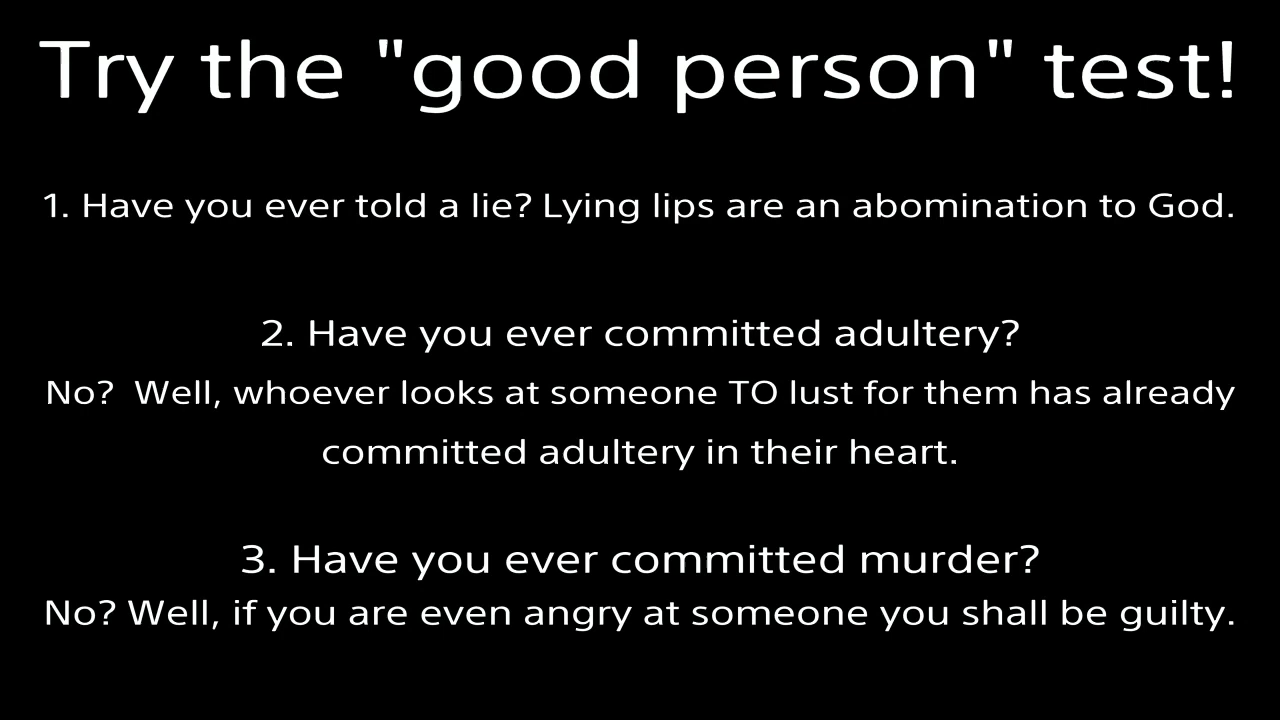 Try the "good person" test!
1. Have you ever told a lie? Lying lips are an abomination to God.
2. Have you ever committed adultery?
No?  Well, whoever looks at someone TO lust for them has already
committed adultery in their heart.
3. Have you ever committed murder?
No? Well, if you are even angry at someone you shall be guilty.